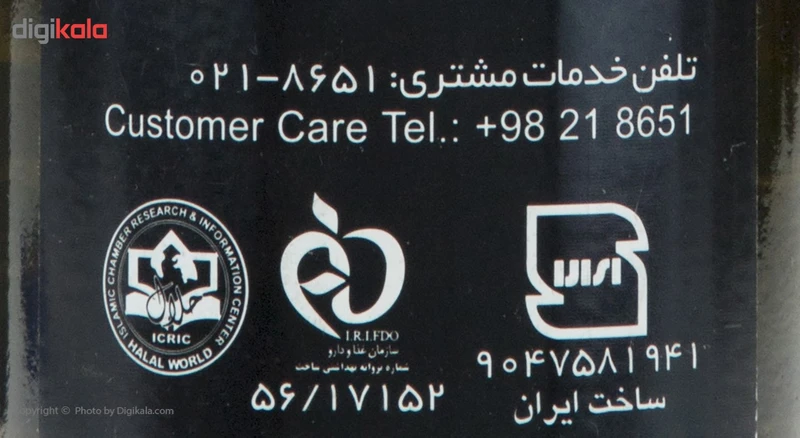 digikala
تلفن خدمات مشتری: ۸۶۵۱-۰۲۱
Customer Care Tel.: +98 21 8651
ISLAMIC CHAMBER RESEARCH & INFORMATION CENTER
حلال
ICRIC
HALAL WORLD
I.R.I.FDO
سازمان غذا و دارو
شماره پروانه بهداشتی ساخت
۵۶/۱۷۱۵۲
ISIRI
۹۰۴۷۵۸۱۹۴۱
ساخت ایران
Copyright © Photo by Digikala.com